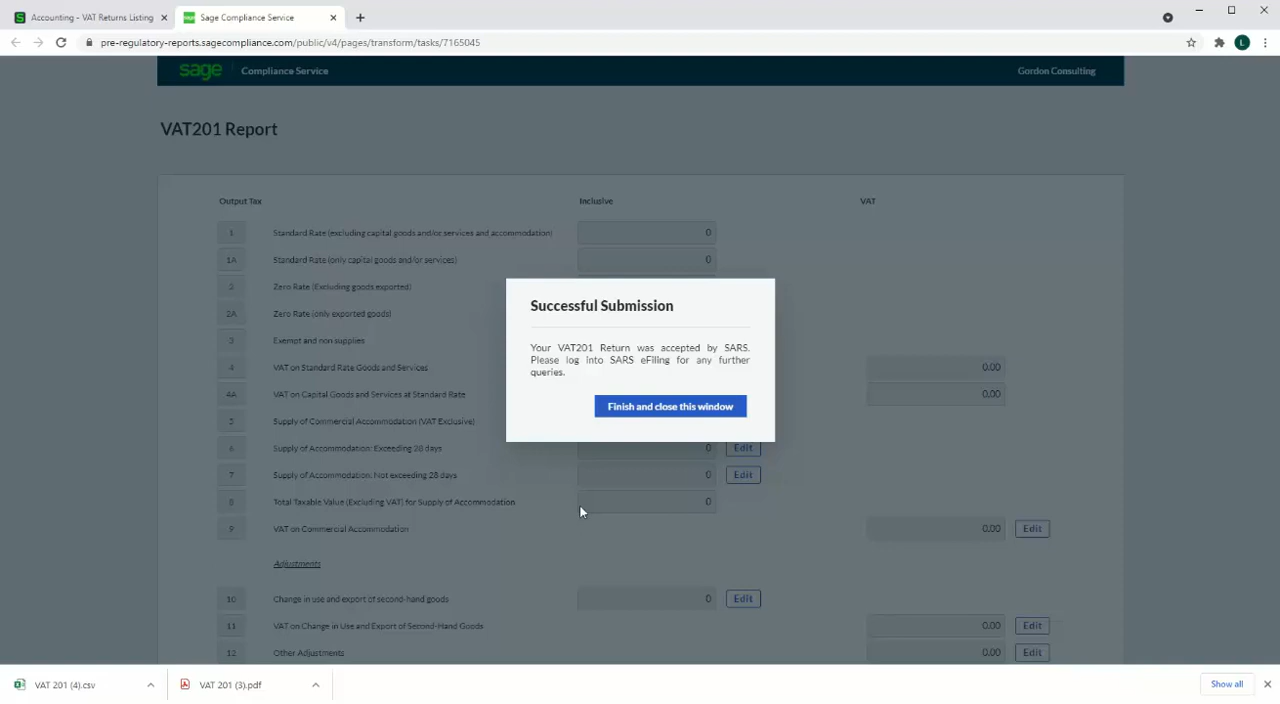 Accounting - VAT Returns Listing
Sage Compliance Service
pre-regulatory-reports.sagecompliance.com/public/v4/pages/transform/tasks/7165045
L
sage Compliance Service Gordon Consulting
VAT201 Report
Output Tax Inclusive VAT
1 Standard Rate (excluding capital goods and/or services and accommodation) 0
1A Standard Rate (only capital goods and/or services) 0
2 Zero Rate (Excluding goods exported)
2A Zero Rate (only exported goods)
3 Exempt and non supplies
4 VAT on Standard Rate Goods and Services 0.00
4A VAT on Capital Goods and Services at Standard Rate 0.00
5 Supply of Commercial Accommodation (VAT Exclusive)
6 Supply of Accommodation: Exceeding 28 days 0 Edit
7 Supply of Accommodation: Not exceeding 28 days 0 Edit
8 Total Taxable Value (Excluding VAT) for Supply of Accommodation 0
9 VAT on Commercial Accommodation 0.00 Edit
Adjustments
10 Change in use and export of second-hand goods 0 Edit
11 VAT on Change in Use and Export of Second-Hand Goods 0.00 Edit
12 Other Adjustments 0.00 Edit
Successful Submission
Your VAT201 Return was accepted by SARS.
Please log into SARS eFiling for any further
queries.
Finish and close this window
VAT 201 (4).csv
VAT 201 (3).pdf
Show all